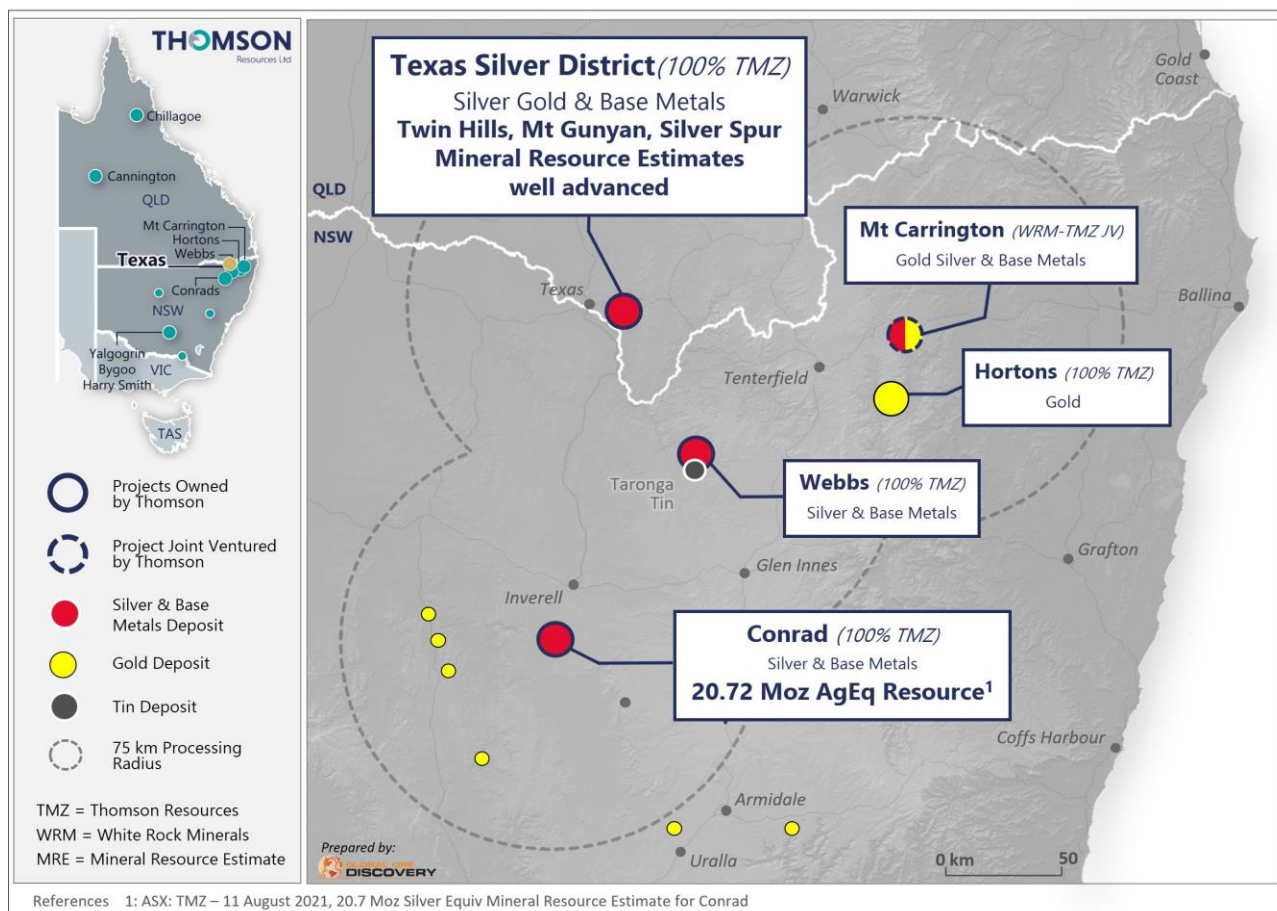 THOMSON
Resources Ltd
Chillagoe
Cannington
QLD
Mt Carrington
Hortons
Webbs
Texas
Conrads
NSW
Yalgogrin
Bygoo
Harry Smith
VIC
TAS
Projects Owned
by Thomson
Project Joint Ventured
by Thomson
Silver & Base
Metals Deposit
Gold Deposit
Tin Deposit
75 km Processing
Radius
TMZ = Thomson Resources
WRM = White Rock Minerals
MRE = Mineral Resource Estimate
Texas Silver District (100% TMZ)
Silver Gold & Base Metals
Twin Hills, Mt Gunyan, Silver Spur
Mineral Resource Estimates
well advanced
Gold
Coast
Warwick
QLD
NSW
Mt Carrington (WRM-TMZ JV)
Gold Silver & Base Metals
Texas
Ballina
Tenterfield
Hortons (100% TMZ)
Gold
Taronga
Tin
Webbs (100% TMZ)
Silver & Base Metals
Grafton
Glen Innes
Inverell
Conrad (100% TMZ)
Silver & Base Metals
20.72 Moz AgEq Resource¹
Coffs Harbour
Armidale
Uralla
Prepared by:
GLOBAL ORE
DISCOVERY
0 km 50
References 1: ASX: TMZ – 11 August 2021, 20.7 Moz Silver Equiv Mineral Resource Estimate for Conrad